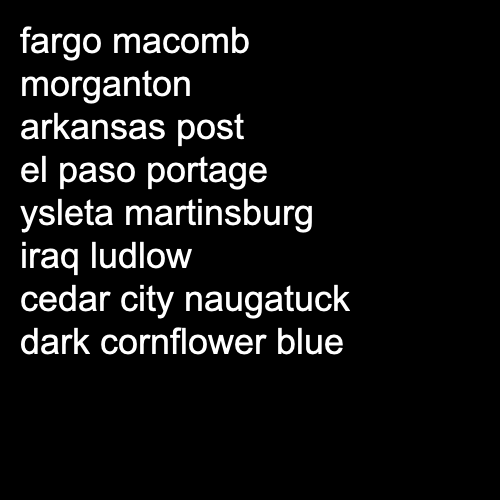 fargo macomb
morganton
arkansas post
el paso portage
ysleta martinsburg
iraq ludlow
cedar city naugatuck
dark cornflower blue